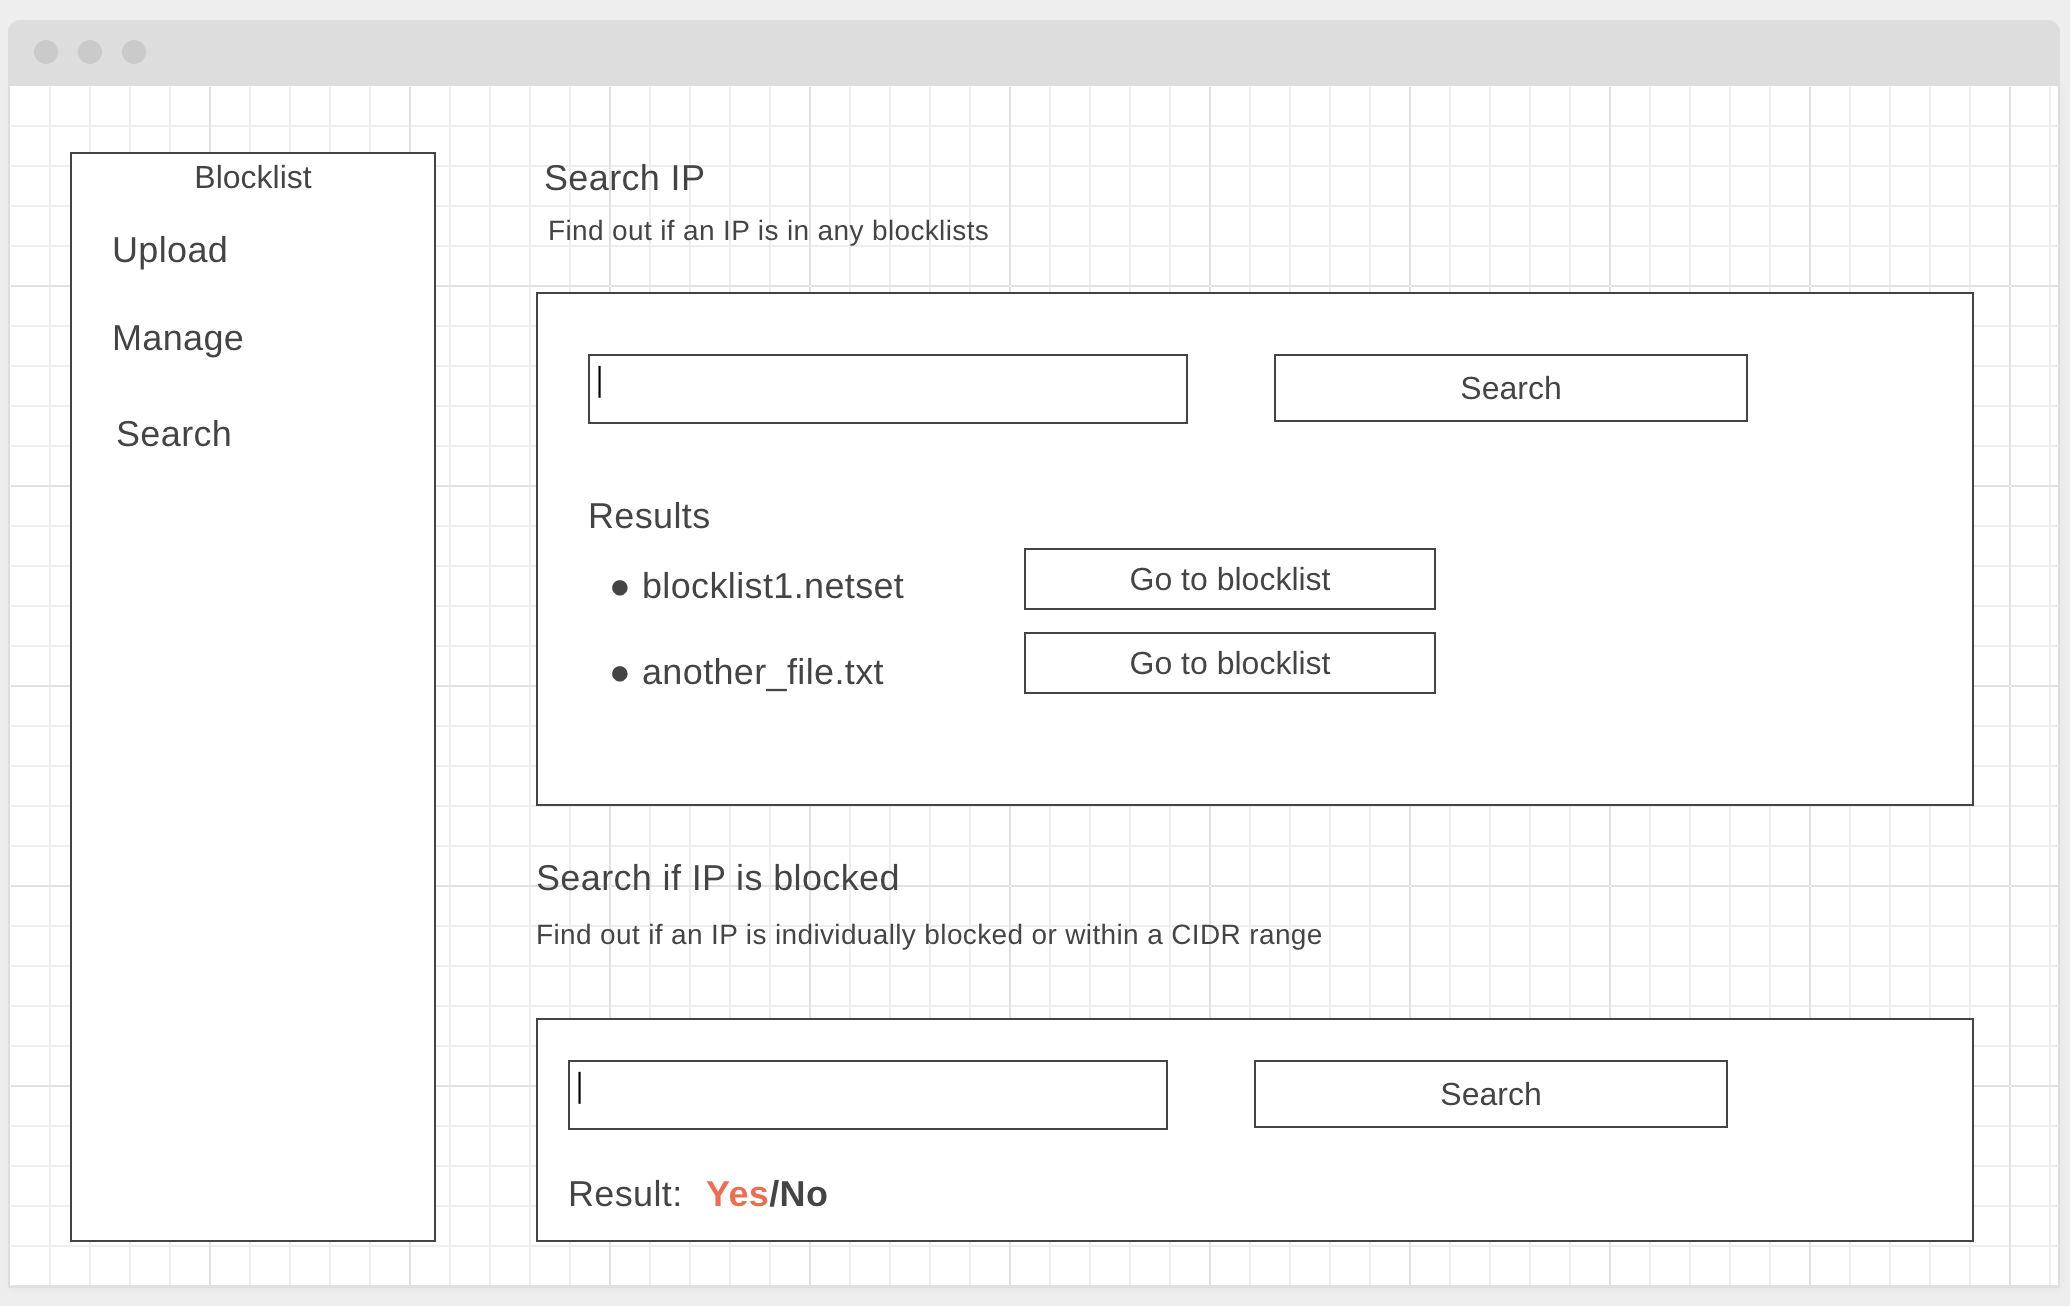 Blocklist
Upload
Manage
Search
Search IP
Find out if an IP is in any blocklists
Search
Results
● blocklist1.netset
Go to blocklist
● another_file.txt
Go to blocklist
Search if IP is blocked
Find out if an IP is individually blocked or within a CIDR range
Search
Result: Yes/No